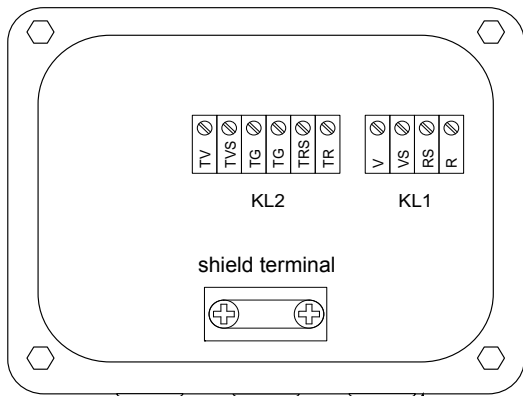 TV TVS TG TG TRS TR
V VS RS R
KL2 KL1
shield terminal